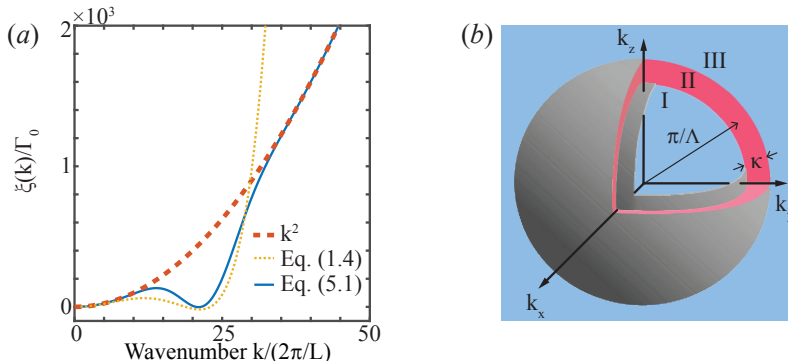 (a)
×10³
2
1
0
ξ(k)/Γ₀
k²
Eq. (1.4)
Eq. (5.1)
0 25 50
Wavenumber k/(2π/L)
(b)
k_z
III
II
I
π/Λ
κ
k_x